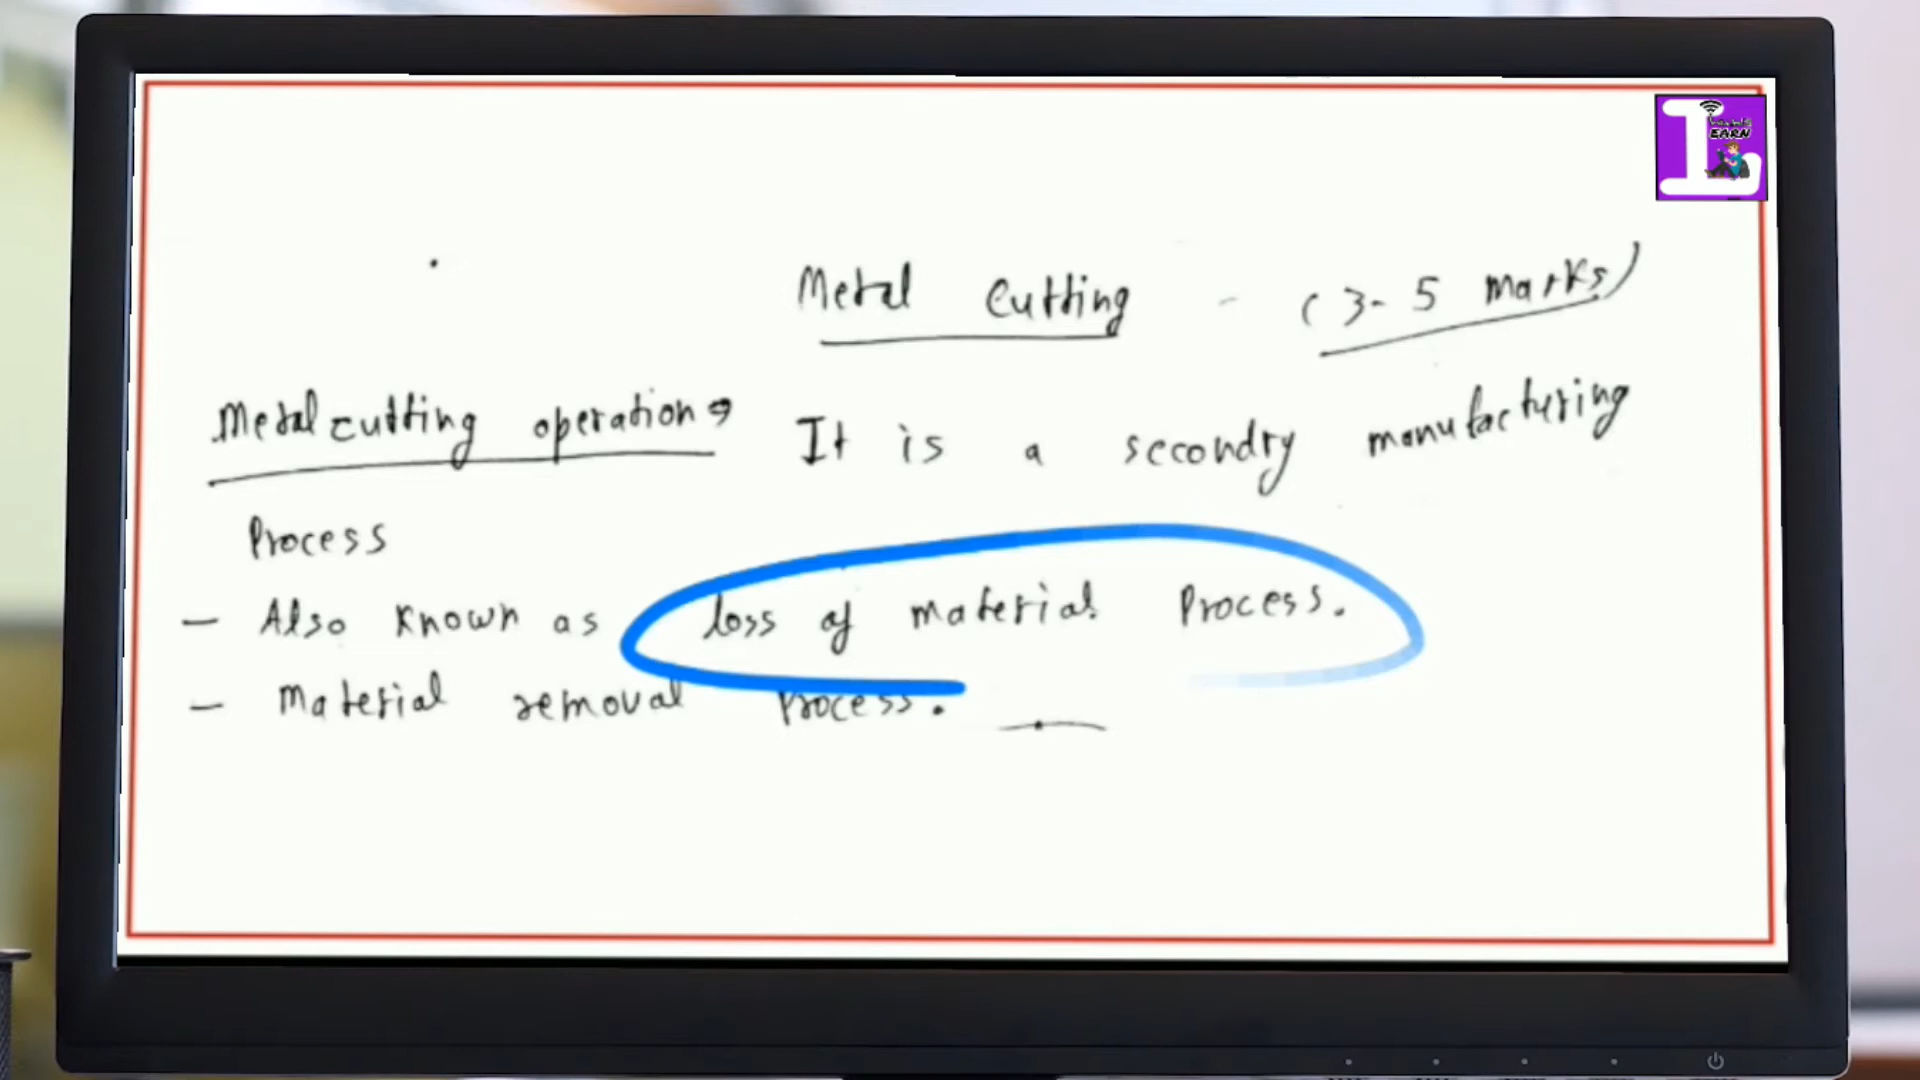 EARN
Metal Cutting - (3-5 marks)
Metal cutting operation → It is a secondry manufacturing
Process
- Also known as loss of material Process.
- Material removal process.